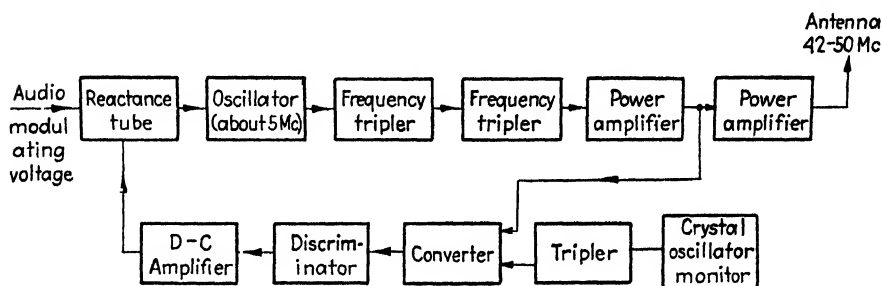 Antenna
42-50 Mc
Audio
modul
ating
voltage
Reactance
tube
Oscillator
(about 5 Mc)
Frequency
tripler
Frequency
tripler
Power
amplifier
Power
amplifier
D-C
Amplifier
Discrim-
inator
Converter
Tripler
Crystal
oscillator
monitor